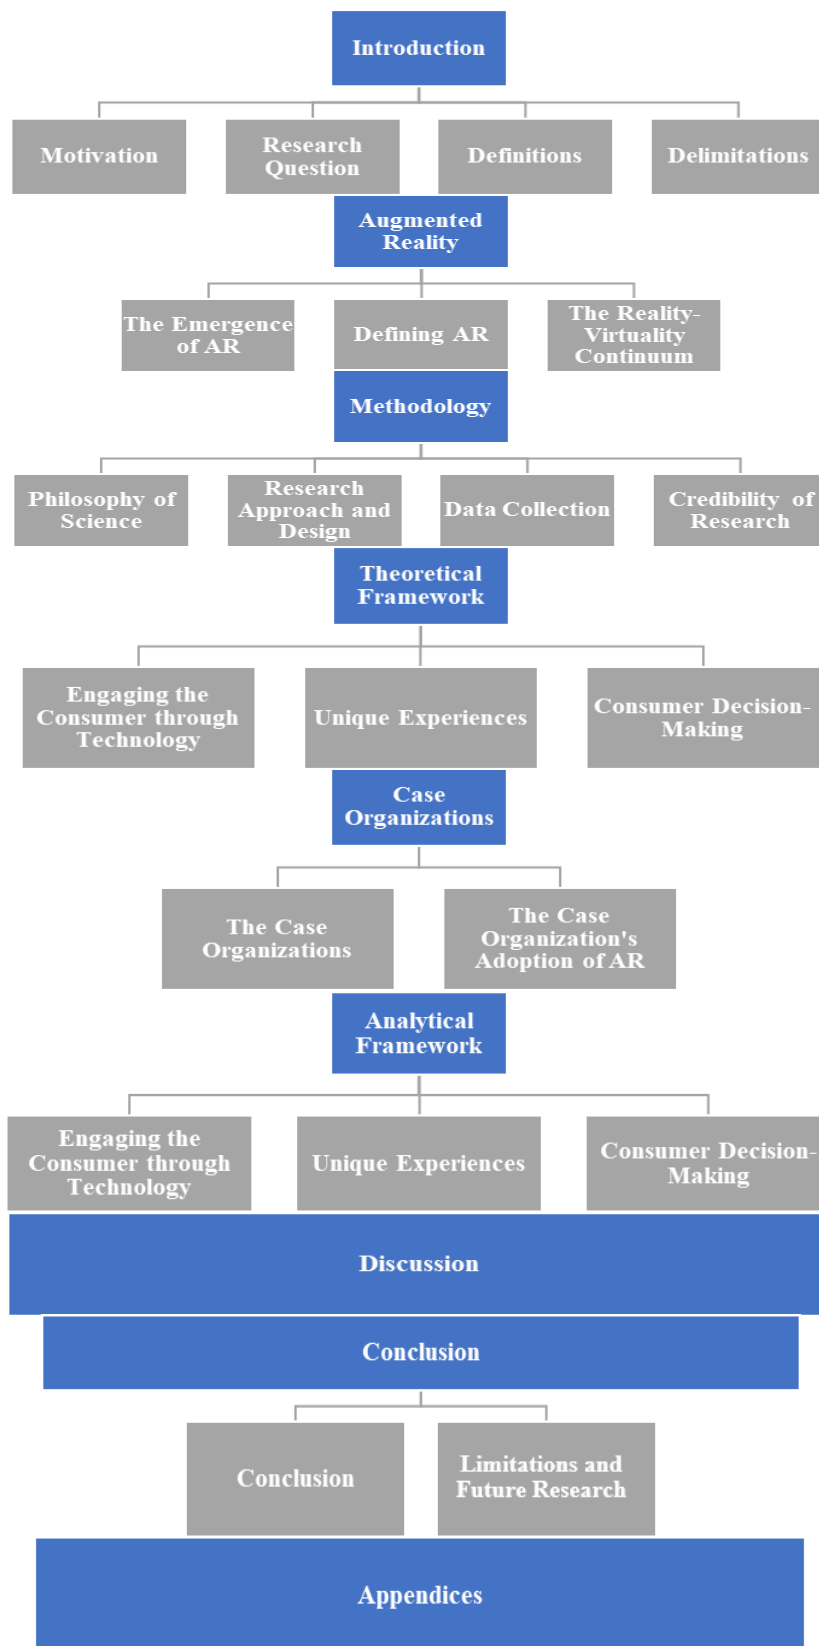 Introduction
Motivation
Research
Question
Definitions
Delimitations
Augmented
Reality
The Emergence
of AR
Defining AR
The Reality-
Virtuality
Continuum
Methodology
Philosophy of
Science
Research
Approach and
Design
Data Collection
Credibility of
Research
Theoretical
Framework
Engaging the
Consumer through
Technology
Unique Experiences
Consumer Decision-
Making
Case
Organizations
The Case
Organizations
The Case
Organization's
Adoption of AR
Analytical
Framework
Engaging the
Consumer through
Technology
Unique Experiences
Consumer Decision-
Making
Discussion
Conclusion
Conclusion
Limitations and
Future Research
Appendices